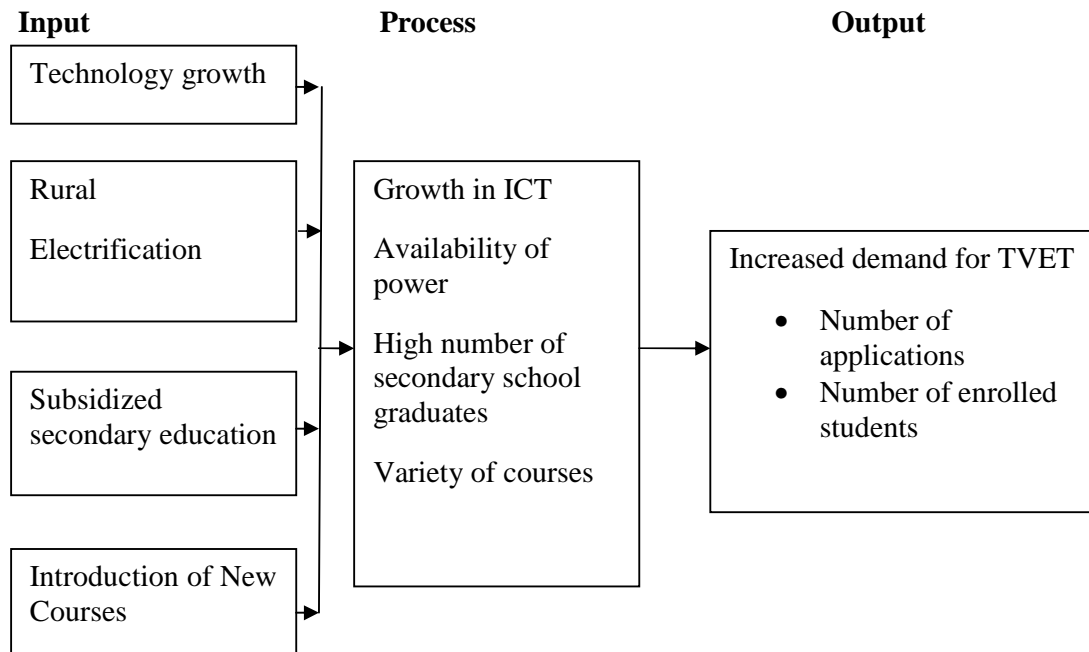 Input
Process
Output
Technology growth
Rural
Electrification
Subsidized
secondary education
Introduction of New
Courses
Growth in ICT
Availability of
power
High number of
secondary school
graduates
Variety of courses
Increased demand for TVET
• Number of
applications
• Number of enrolled
students